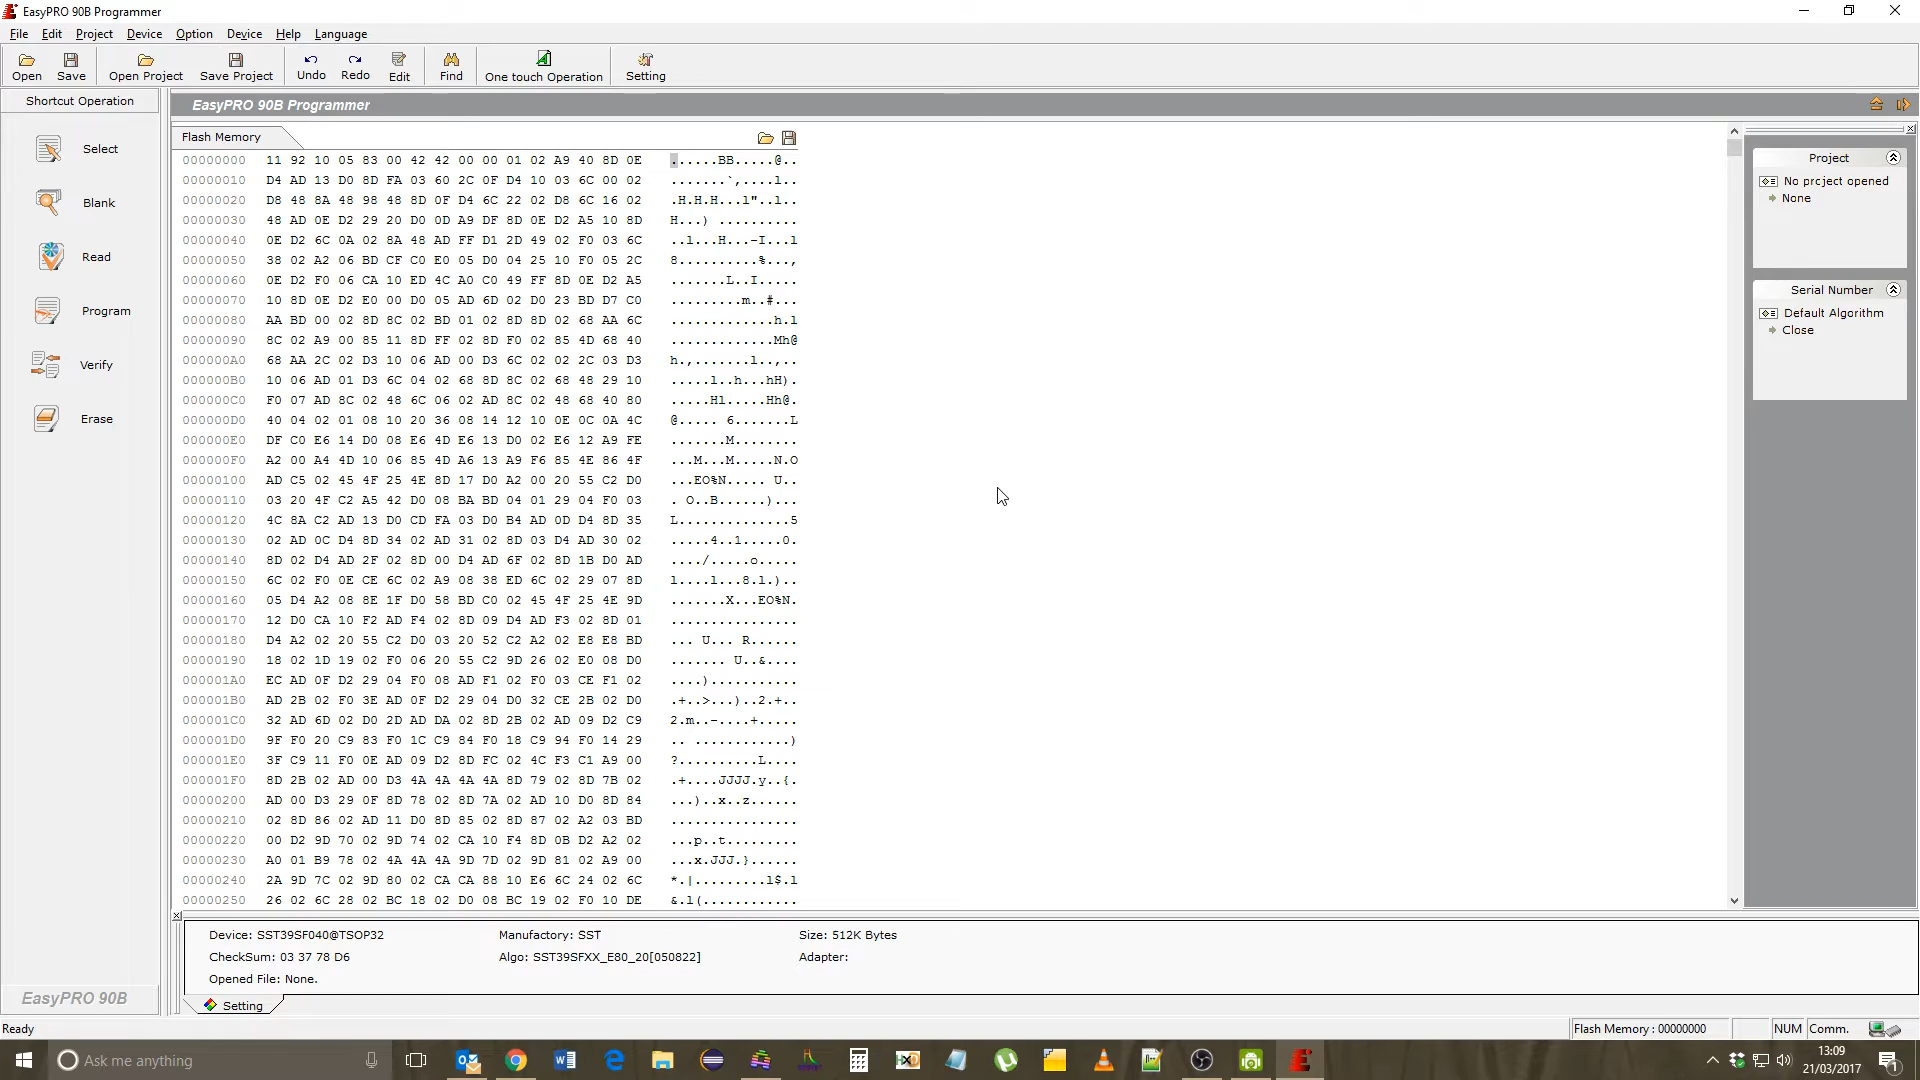 EasyPRO 90B Programmer
File Edit Project Device Option Device Help Language
Open Save Open Project Save Project Undo Redo Edit Find One touch Operation Setting
Shortcut Operation
Select
Blank
Read
Program
Verify
Erase
EasyPRO 90B
EasyPRO 90B Programmer
Flash Memory
00000000 11 92 10 05 83 00 42 42 00 00 01 02 A9 40 8D 0E ......BB.....@..
00000010 D4 AD 13 D0 8D FA 03 60 2C 0F D4 10 03 6C 00 02 .......`,....l..
00000020 D8 48 8A 48 98 48 8D 0F D4 6C 22 02 D8 6C 16 02 .H.H.H...l"..l..
00000030 48 AD 0E D2 29 20 D0 0D A9 DF 8D 0E D2 A5 10 8D H...) ..........
00000040 0E D2 6C 0A 02 8A 48 AD FF D1 2D 49 02 F0 03 6C ..l...H...-I...l
00000050 38 02 A2 06 BD CF C0 E0 05 D0 04 25 10 F0 05 2C 8..........%...,
00000060 0E D2 F0 06 CA 10 ED 4C A0 C0 49 FF 8D 0E D2 A5 .......L..I.....
00000070 10 8D 0E D2 E0 00 D0 05 AD 6D 02 D0 23 BD D7 C0 .........m..#...
00000080 AA BD 00 02 8D 8C 02 BD 01 02 8D 8D 02 68 AA 6C .............h.l
00000090 8C 02 A9 00 85 11 8D FF 02 8D F0 02 85 4D 68 40 .............Mh@
000000A0 68 AA 2C 02 D3 10 06 AD 00 D3 6C 02 02 2C 03 D3 h.,.......l..,..
000000B0 10 06 AD 01 D3 6C 04 02 68 8D 8C 02 68 48 29 10 .....l..h...hH).
000000C0 F0 07 AD 8C 02 48 6C 06 02 AD 8C 02 48 68 40 80 .....Hl.....Hh@.
000000D0 40 04 02 01 08 10 20 36 08 14 12 10 0E 0C 0A 4C @..... 6.......L
000000E0 DF C0 E6 14 D0 08 E6 4D E6 13 D0 02 E6 12 A9 FE .......M........
000000F0 A2 00 A4 4D 10 06 85 4D A6 13 A9 F6 85 4E 86 4F ...M...M.....N.O
00000100 AD C5 02 45 4F 25 4E 8D 17 D0 A2 00 20 55 C2 D0 ...EO%N..... U..
00000110 03 20 4F C2 A5 42 D0 08 BA BD 04 01 29 04 F0 03 . O..B......)...
00000120 4C 8A C2 AD 13 D0 CD FA 03 D0 B4 AD 0D D4 8D 35 L..............5
00000130 02 AD 0C D4 8D 34 02 AD 31 02 8D 03 D4 AD 30 02 .....4..1.....0.
00000140 8D 02 D4 AD 2F 02 8D 00 D4 AD 6F 02 8D 1B D0 AD ..../.....o.....
00000150 6C 02 F0 0E CE 6C 02 A9 08 38 ED 6C 02 29 07 8D l....l...8.l.)..
00000160 05 D4 A2 08 8E 1F D0 58 BD C0 02 45 4F 25 4E 9D .......X...EO%N.
00000170 12 D0 CA 10 F2 AD F4 02 8D 09 D4 AD F3 02 8D 01 ................
00000180 D4 A2 02 20 55 C2 D0 03 20 52 C2 A2 02 E8 E8 BD ... U... R......
00000190 18 02 1D 19 02 F0 06 20 55 C2 9D 26 02 E0 08 D0 ....... U..&....
000001A0 EC AD 0F D2 29 04 F0 08 AD F1 02 F0 03 CE F1 02 ....)...........
000001B0 AD 2B 02 F0 3E AD 0F D2 29 04 D0 32 CE 2B 02 D0 .+..>...)..2.+..
000001C0 32 AD 6D 02 D0 2D AD DA 02 8D 2B 02 AD 09 D2 C9 2.m..-....+.....
000001D0 9F F0 20 C9 83 F0 1C C9 84 F0 18 C9 94 F0 14 29 .. ............)
000001E0 3F C9 11 F0 0E AD 09 D2 8D FC 02 4C F3 C1 A9 00 ?..........L....
000001F0 8D 2B 02 AD 00 D3 4A 4A 4A 4A 8D 79 02 8D 7B 02 .+....JJJJ.y..{.
00000200 AD 00 D3 29 0F 8D 78 02 8D 7A 02 AD 10 D0 8D 84 ...)..x..z......
00000210 02 8D 86 02 AD 11 D0 8D 85 02 8D 87 02 A2 03 BD ................
00000220 00 D2 9D 70 02 9D 74 02 CA 10 F4 8D 0B D2 A2 02 ...p..t.........
00000230 A0 01 B9 78 02 4A 4A 4A 9D 7D 02 9D 81 02 A9 00 ...x.JJJ.}......
00000240 2A 9D 7C 02 9D 80 02 CA CA 88 10 E6 6C 24 02 6C *.|.........l$.l
00000250 26 02 6C 28 02 BC 18 02 D0 08 BC 19 02 F0 10 DE &.l(............
Project
No project opened
None
Serial Number
Default Algorithm
Close
Device: SST39SF040@TSOP32 Manufactory: SST Size: 512K Bytes
CheckSum: 03 37 78 D6 Algo: SST39SFXX_E80_20[050822] Adapter:
Opened File: None.
Setting
Ready Flash Memory : 00000000 NUM Comm.
Ask me anything
13:09
21/03/2017
1